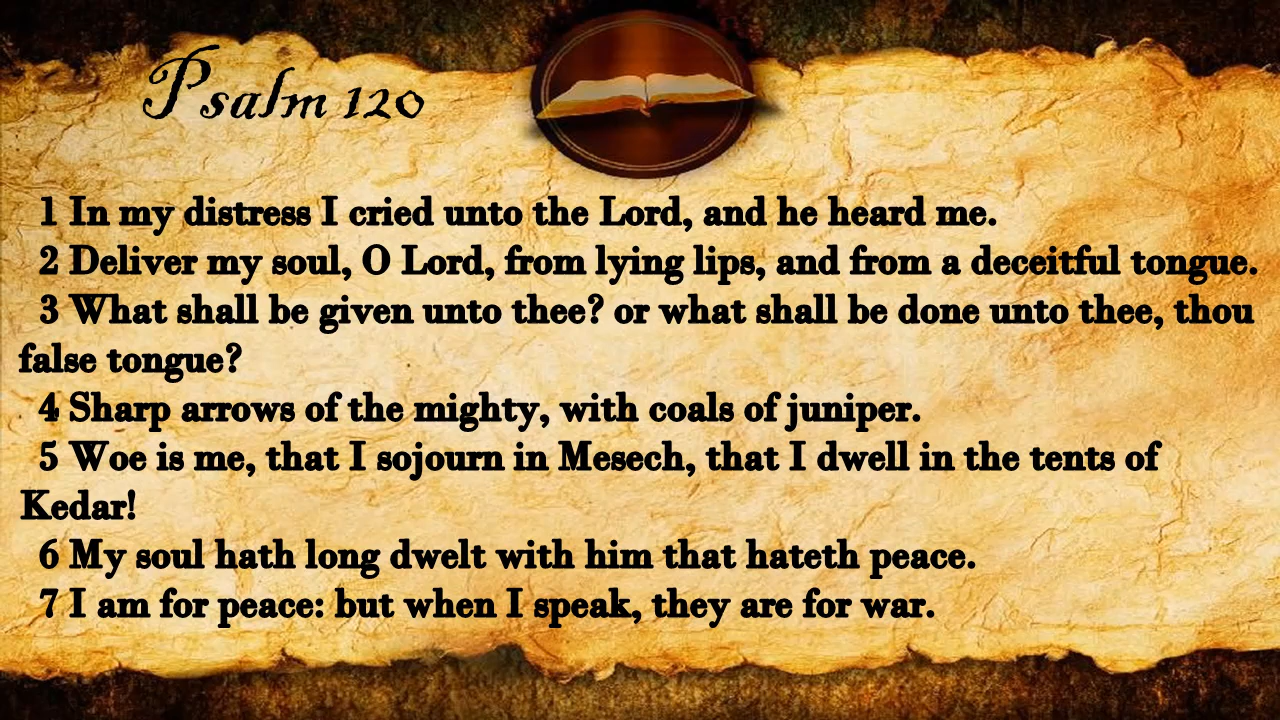 Psalm 120
1 In my distress I cried unto the Lord, and he heard me.
2 Deliver my soul, O Lord, from lying lips, and from a deceitful tongue.
3 What shall be given unto thee? or what shall be done unto thee, thou
false tongue?
4 Sharp arrows of the mighty, with coals of juniper.
5 Woe is me, that I sojourn in Mesech, that I dwell in the tents of
Kedar!
6 My soul hath long dwelt with him that hateth peace.
7 I am for peace: but when I speak, they are for war.